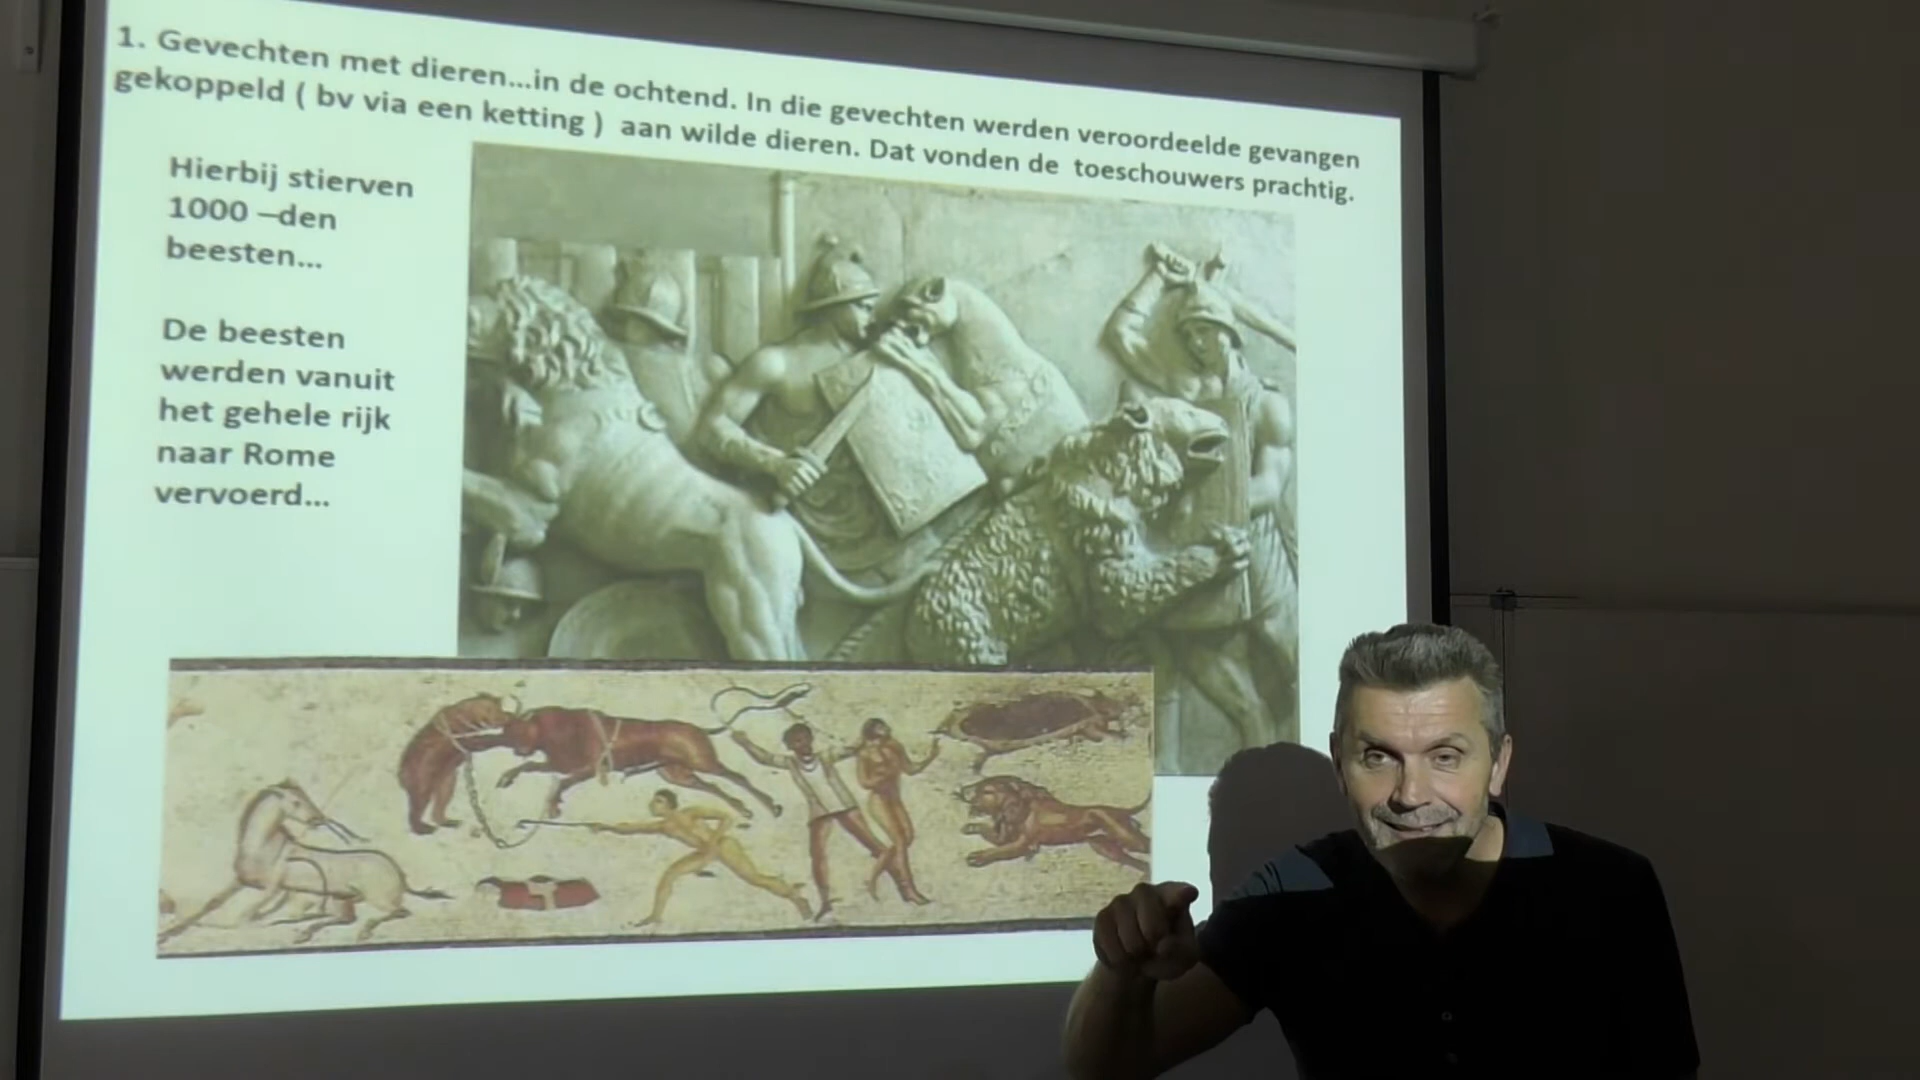 1. Gevechten met dieren...in de ochtend. In die gevechten werden veroordeelde gevangen
gekoppeld ( bv via een ketting ) aan wilde dieren. Dat vonden de toeschouwers prachtig.
Hierbij stierven
1000 –den
beesten...
De beesten
werden vanuit
het gehele rijk
naar Rome
vervoerd...